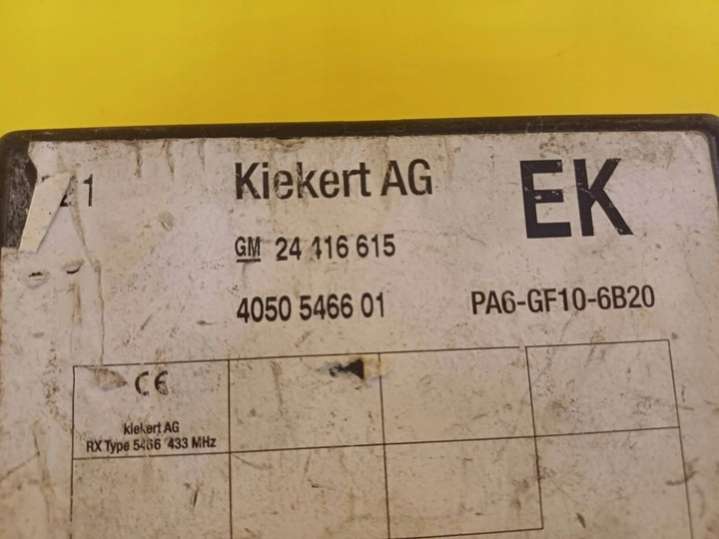 21 Kiekert AG EK
GM 24 416 615
4050 5466 01 PA6-GF10-6B20
CE
kiekert AG
RX Type 5466 433 MHz